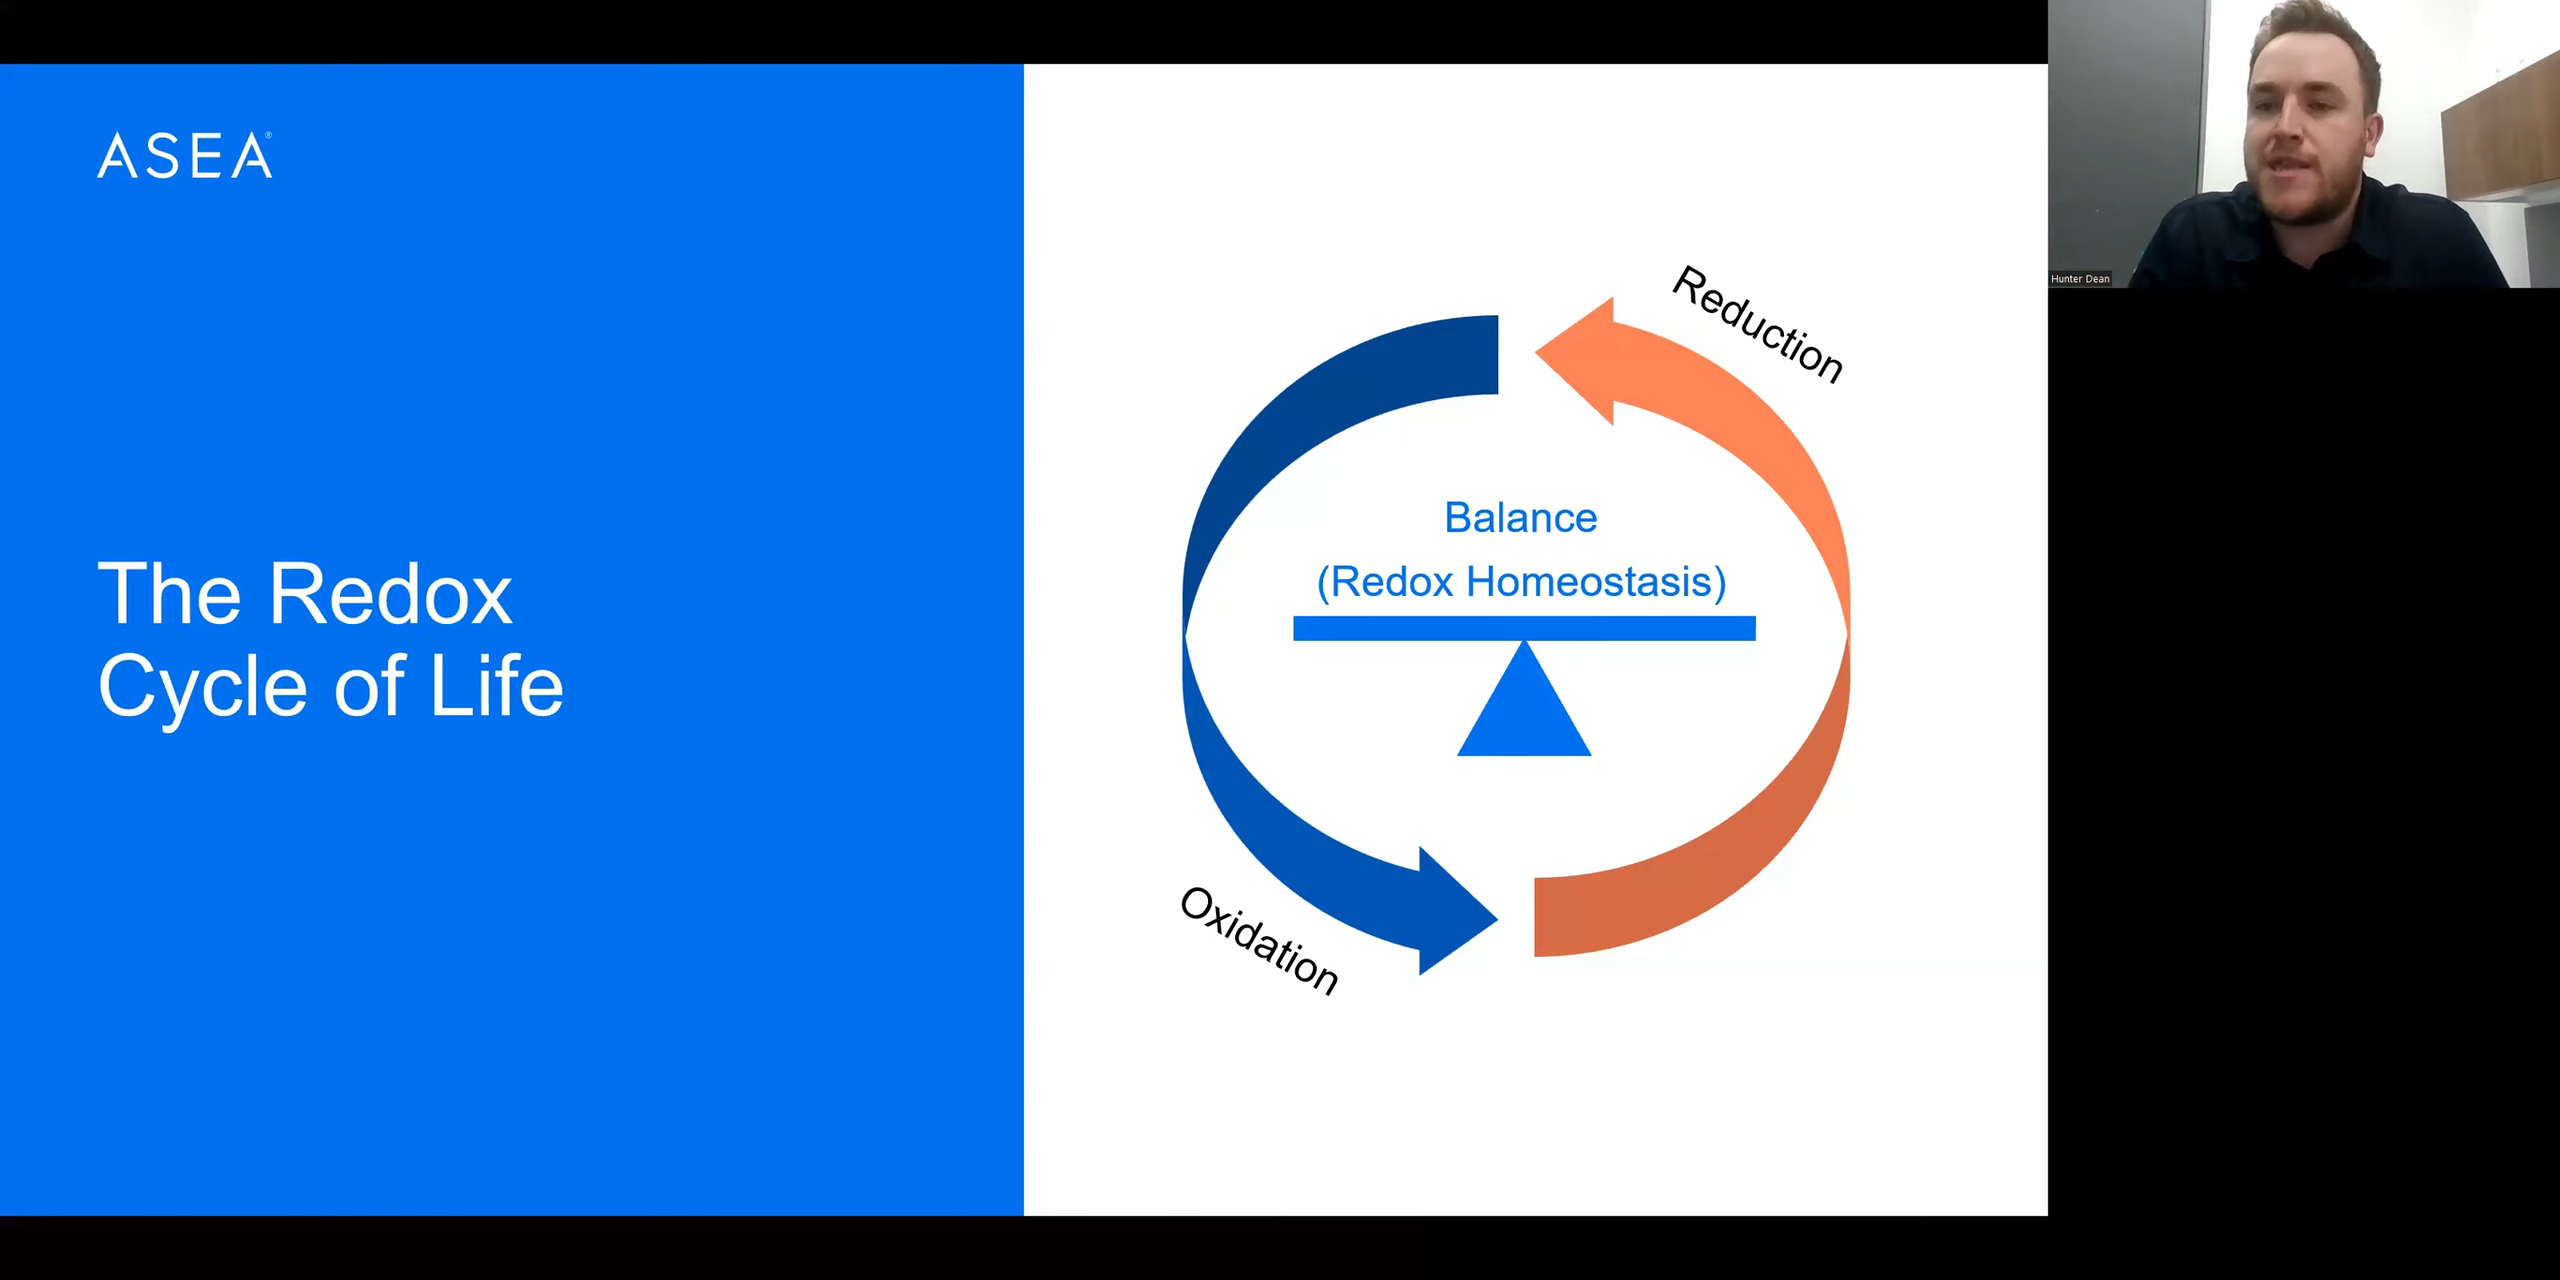 ASEA®
The Redox
Cycle of Life
Reduction
Balance
(Redox Homeostasis)
Oxidation
Hunter Dean